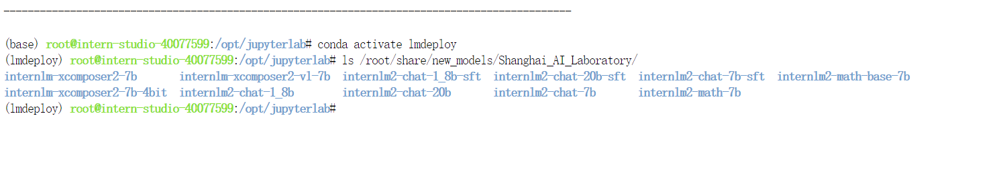 (base) root@intern-studio-40077599:/opt/jupyterlab# conda activate lmdeploy
(lmdeploy) root@intern-studio-40077599:/opt/jupyterlab# ls /root/share/new_models/Shanghai_AI_Laboratory/
internlm-xcomposer2-7b internlm-xcomposer2-vl-7b internlm2-chat-1_8b-sft internlm2-chat-20b-sft internlm2-chat-7b-sft internlm2-math-base-7b
internlm-xcomposer2-7b-4bit internlm2-chat-1_8b internlm2-chat-20b internlm2-chat-7b internlm2-math-7b
(lmdeploy) root@intern-studio-40077599:/opt/jupyterlab#